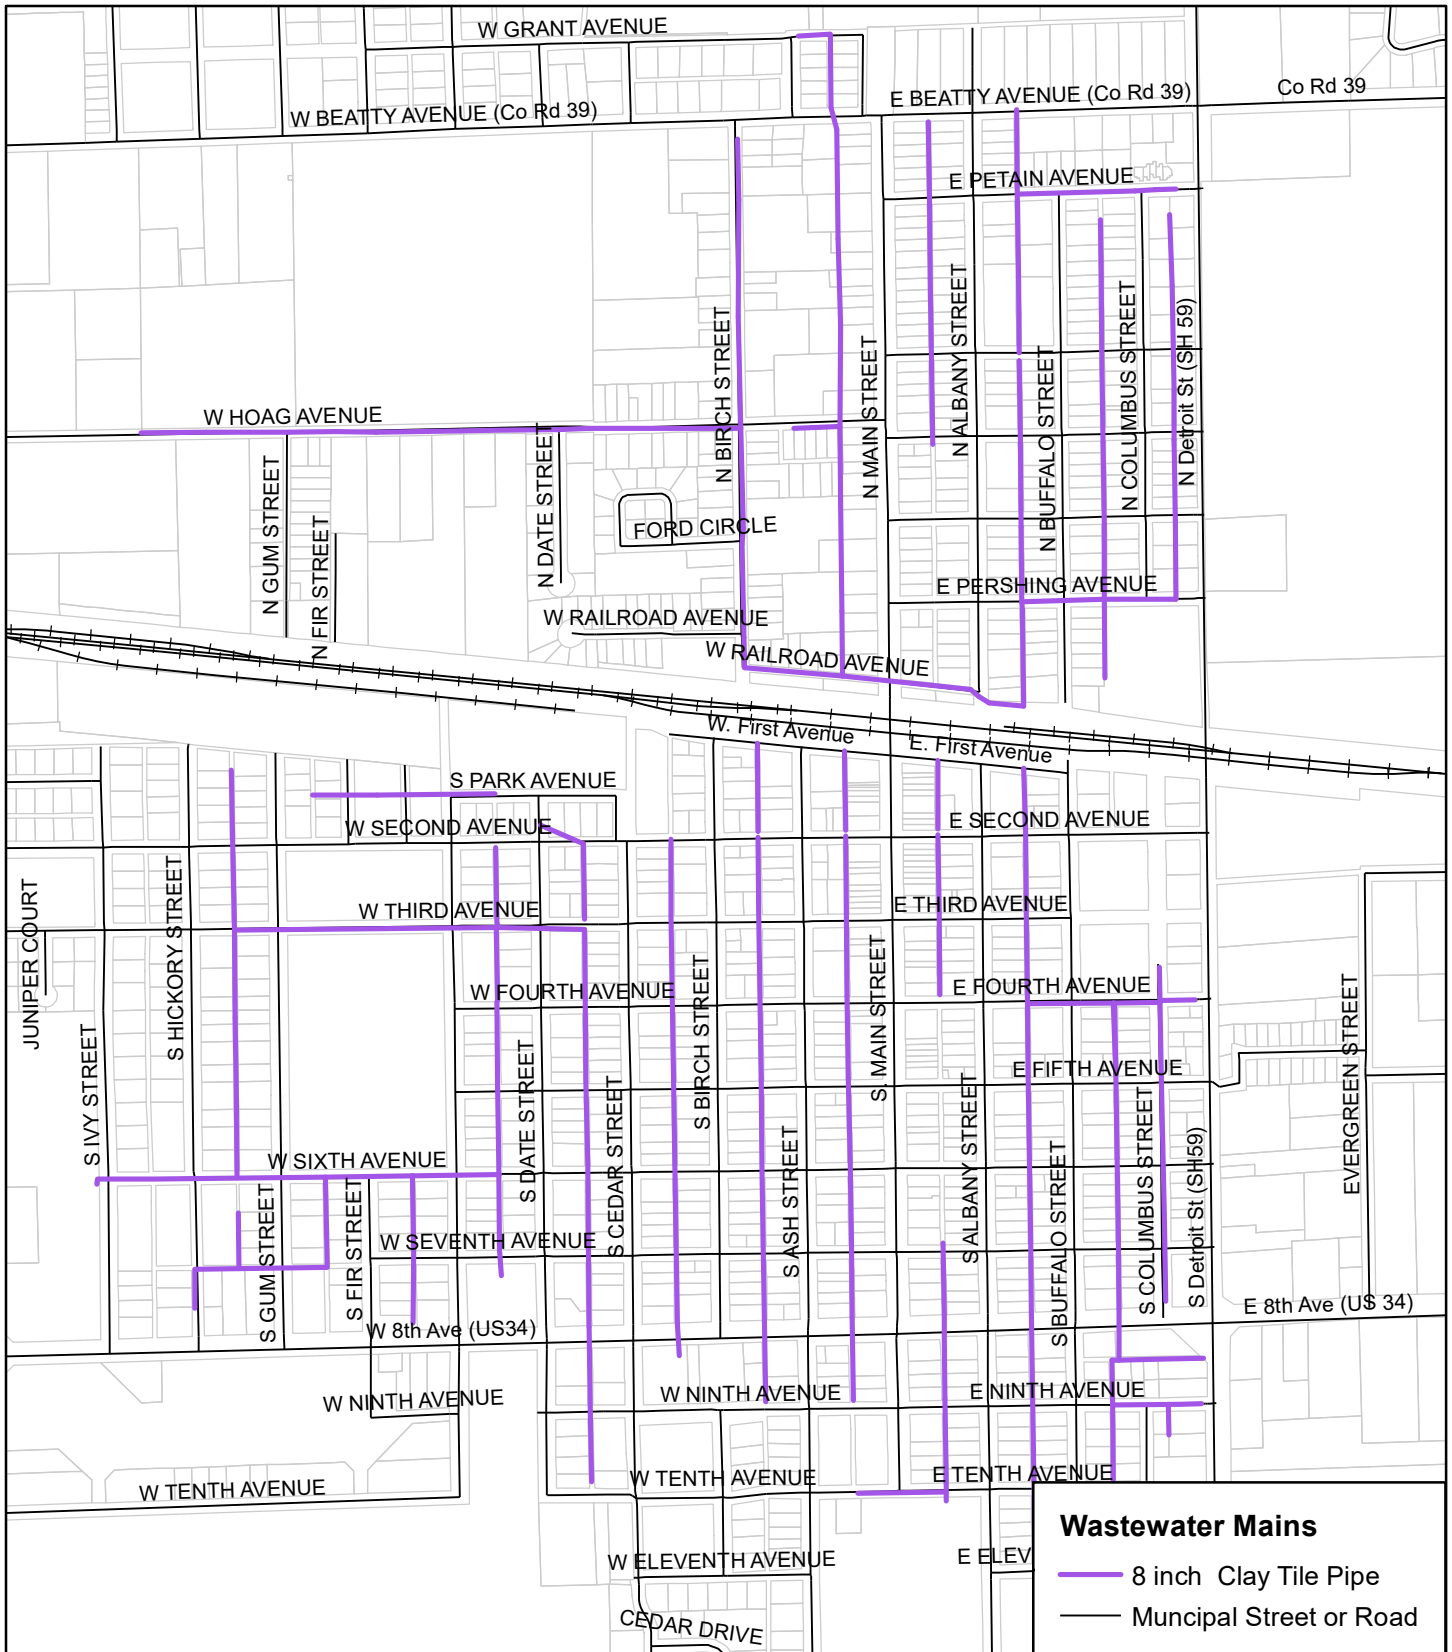 W GRANT AVENUE
W BEATTY AVENUE (Co Rd 39)
E BEATTY AVENUE (Co Rd 39)
Co Rd 39
E PETAIN AVENUE
N BIRCH STREET
N MAIN STREET
N ALBANY STREET
N BUFFALO STREET
N COLUMBUS STREET
N Detroit St (SH 59)
W HOAG AVENUE
N GUM STREET
N FIR STREET
N DATE STREET
FORD CIRCLE
E PERSHING AVENUE
W RAILROAD AVENUE
W RAILROAD AVENUE
W. First Avenue
E. First Avenue
S PARK AVENUE
W SECOND AVENUE
E SECOND AVENUE
JUNIPER COURT
S HICKORY STREET
W THIRD AVENUE
E THIRD AVENUE
S IVY STREET
W FOURTH AVENUE
E FOURTH AVENUE
S BIRCH STREET
S. MAIN STREET
EVERGREEN STREET
E FIFTH AVENUE
S DATE STREET
S CEDAR STREET
S ASH STREET
S ALBANY STREET
S BUFFALO STREET
S COLUMBUS STREET
S Detroit St (SH59)
W SIXTH AVENUE
S GUM STREET
S FIR STREET
W SEVENTH AVENUE
W 8th Ave (US34)
E 8th Ave (US 34)
W NINTH AVENUE
W NINTH AVENUE
E NINTH AVENUE
W TENTH AVENUE
W TENTH AVENUE
E TENTH AVENUE
W ELEVENTH AVENUE
E ELEV
CEDAR DRIVE
Wastewater Mains
8 inch Clay Tile Pipe
Muncipal Street or Road